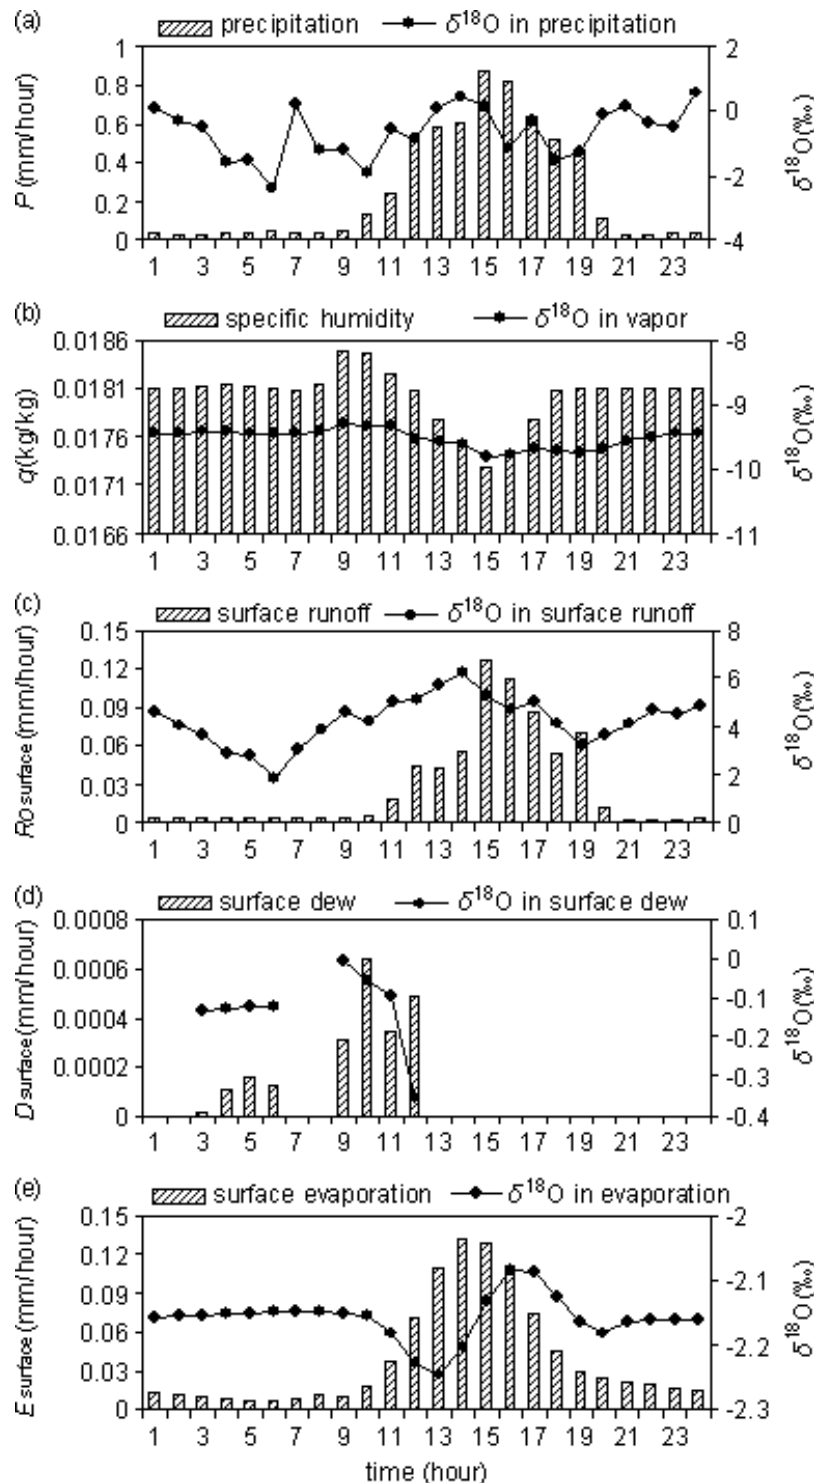 (a) precipitation δ¹⁸O in precipitation
P (mm/hour)
1
0.8
0.6
0.4
0.2
0
2
0
-2
-4
δ¹⁸O(‰)
1 3 5 7 9 11 13 15 17 19 21 23
(b) specific humidity δ¹⁸O in vapor
q(kg/kg)
0.0186
0.0181
0.0176
0.0171
0.0166
-8
-9
-10
-11
δ¹⁸O(‰)
1 3 5 7 9 11 13 15 17 19 21 23
(c) surface runoff δ¹⁸O in surface runoff
Ro surface (mm/hour)
0.15
0.12
0.09
0.06
0.03
0
8
6
4
2
0
δ¹⁸O(‰)
1 3 5 7 9 11 13 15 17 19 21 23
(d) surface dew δ¹⁸O in surface dew
D surface (mm/hour)
0.0008
0.0006
0.0004
0.0002
0
0.1
0
-0.1
-0.2
-0.3
-0.4
δ¹⁸O(‰)
1 3 5 7 9 11 13 15 17 19 21 23
(e) surface evaporation δ¹⁸O in evaporation
E surface (mm/hour)
0.15
0.12
0.09
0.06
0.03
0
-2
-2.1
-2.2
-2.3
δ¹⁸O(‰)
1 3 5 7 9 11 13 15 17 19 21 23
time (hour)